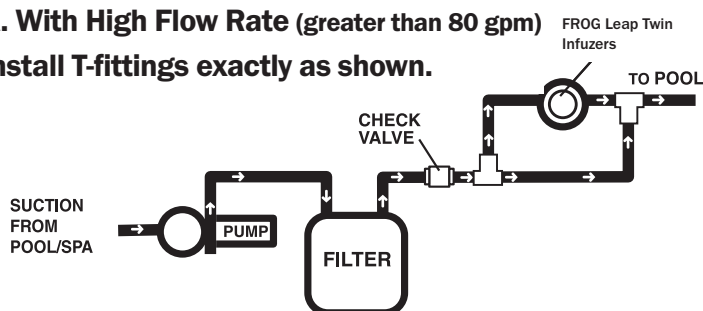 . With High Flow Rate (greater than 80 gpm)
nstall T-fittings exactly as shown.
FROG Leap Twin
Infuzers
TO POOL
CHECK
VALVE
SUCTION
FROM
POOL/SPA
PUMP
FILTER